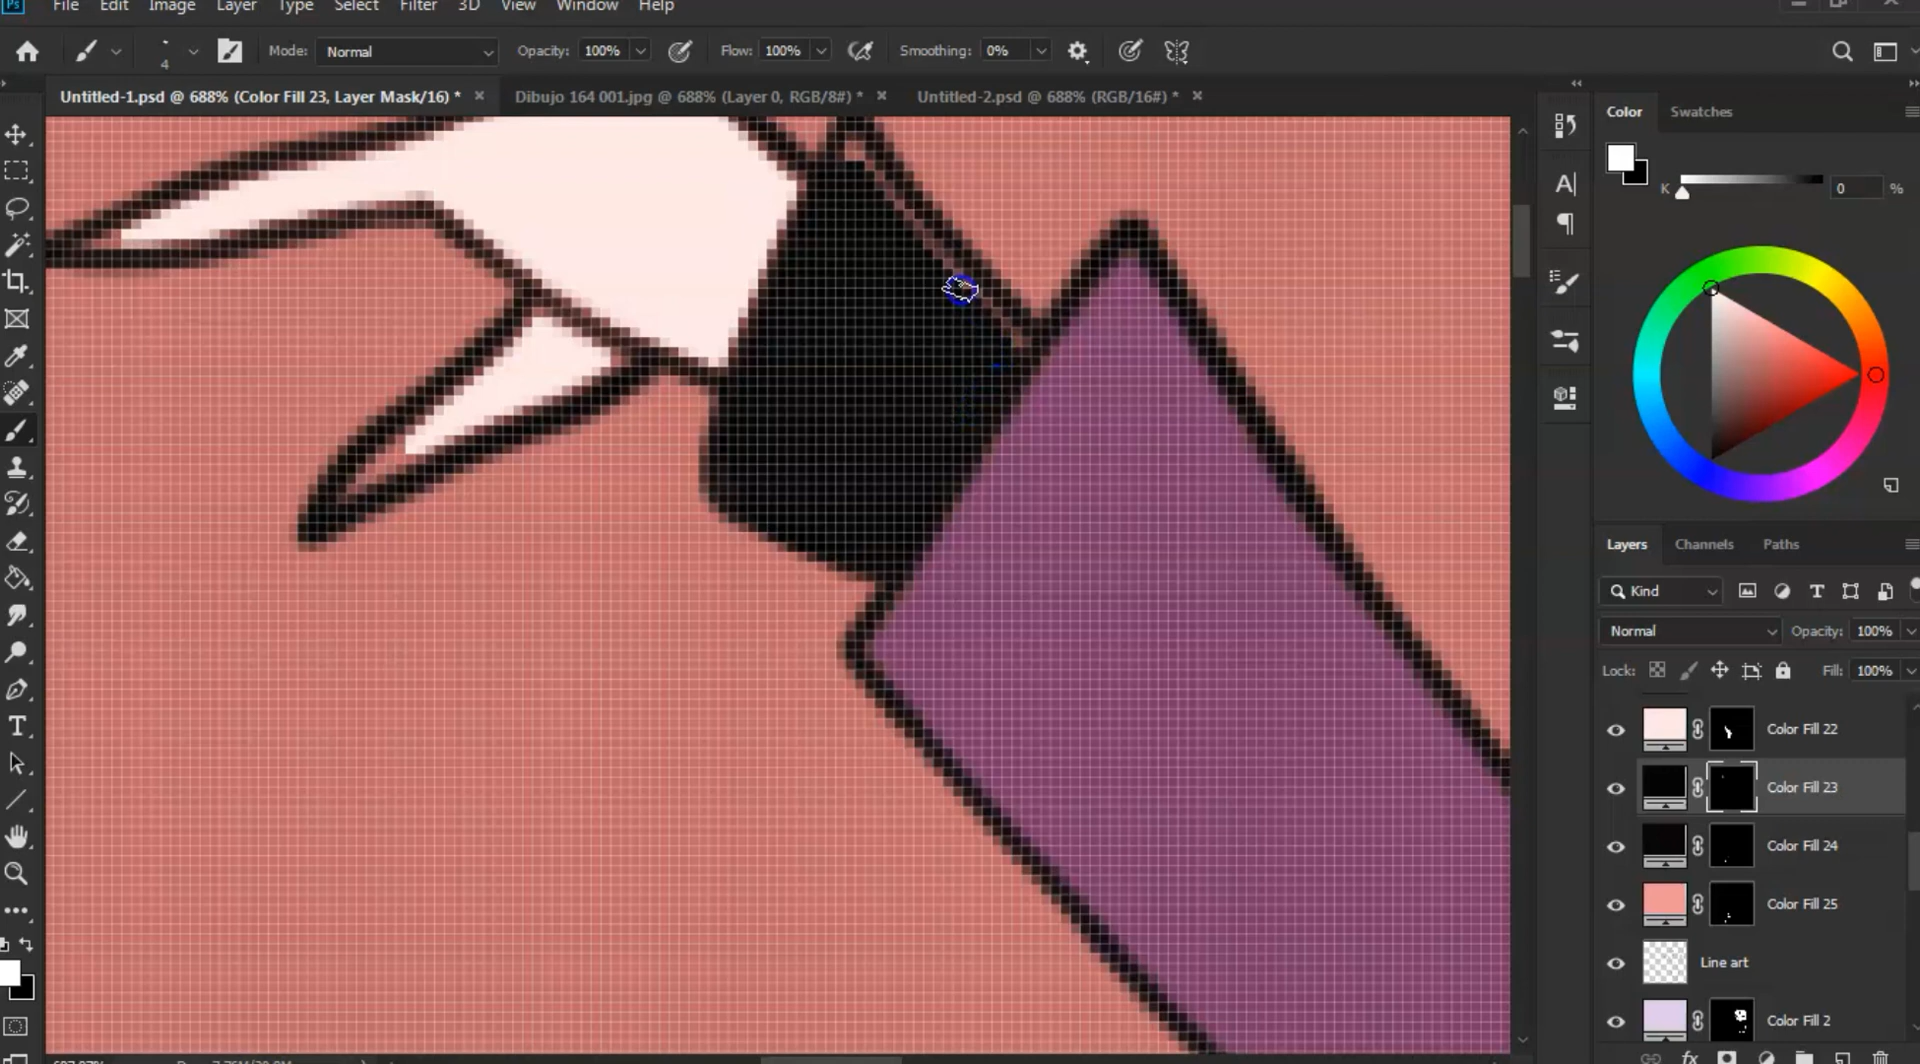 Ps File Edit Image Layer Type Select Filter 3D View Window Help
4 Mode: Normal Opacity: 100% Flow: 100% Smoothing: 0%
Untitled-1.psd @ 688% (Color Fill 23, Layer Mask/16) * × Dibujo 164 001.jpg @ 688% (Layer 0, RGB/8#) * × Untitled-2.psd @ 688% (RGB/16#) * ×
Color Swatches
K 0 %
Layers Channels Paths
Kind
Normal Opacity: 100%
Lock: Fill: 100%
Color Fill 22
Color Fill 23
Color Fill 24
Color Fill 25
Line art
Color Fill 2
fx